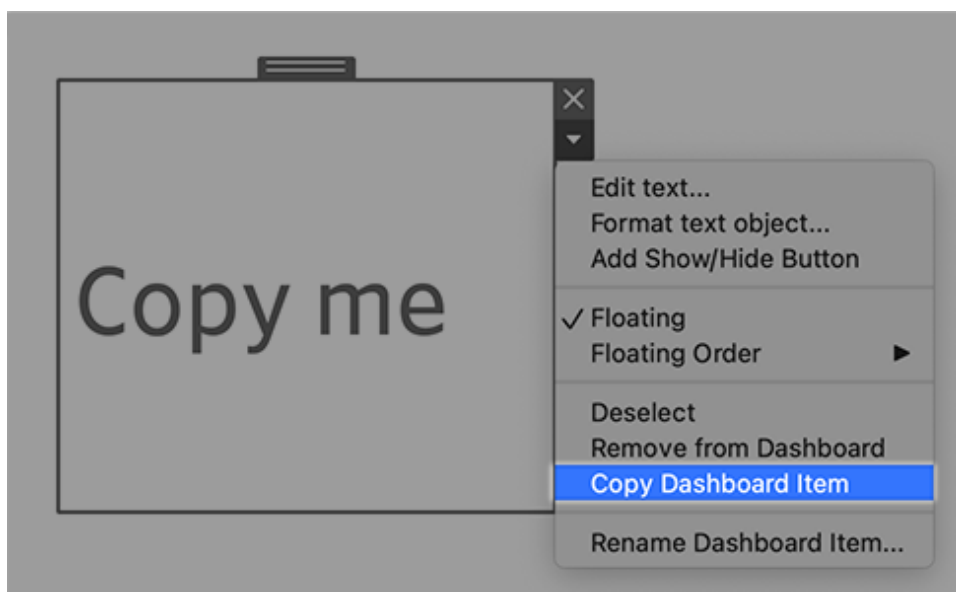 Copy me
Edit text...
Format text object...
Add Show/Hide Button
Floating
Floating Order
Deselect
Remove from Dashboard
Copy Dashboard Item
Rename Dashboard Item...